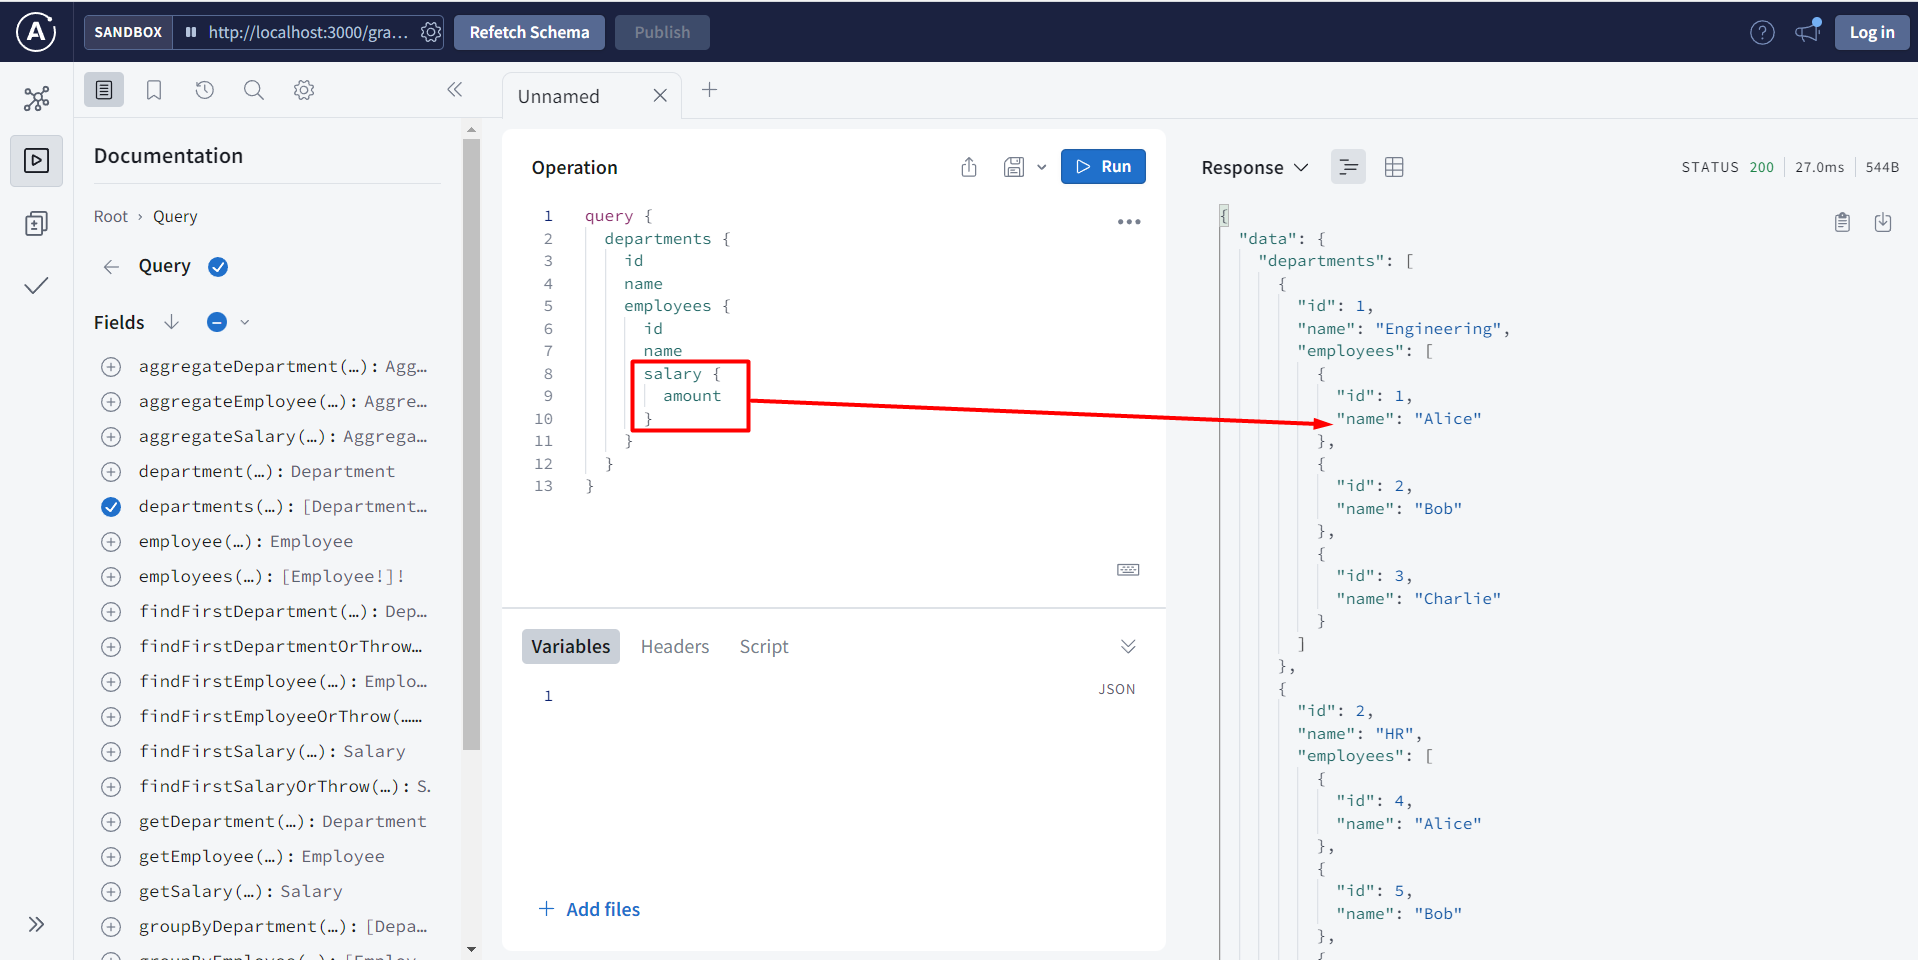 SANDBOX
http://localhost:3000/gra...
Refetch Schema
Publish
Log in
Unnamed
Documentation
Root › Query
Query
Fields
aggregateDepartment(…): Agg…
aggregateEmployee(…): Aggre…
aggregateSalary(…): Aggrega…
department(…): Department
departments(…): [Department…
employee(…): Employee
employees(…): [Employee!]!
findFirstDepartment(…): Dep…
findFirstDepartmentOrThrow…
findFirstEmployee(…): Emplo…
findFirstEmployeeOrThrow(……
findFirstSalary(…): Salary
findFirstSalaryOrThrow(…): S.
getDepartment(…): Department
getEmployee(…): Employee
getSalary(…): Salary
groupByDepartment(…): [Depa…
groupByEmployee(…): [Employ…
Operation
Run
1 query {
2 departments {
3 id
4 name
5 employees {
6 id
7 name
8 salary {
9 amount
10 }
11 }
12 }
13 }
Variables
Headers
Script
JSON
1
Add files
Response
STATUS 200
27.0ms
544B
{
"data": {
"departments": [
{
"id": 1,
"name": "Engineering",
"employees": [
{
"id": 1,
"name": "Alice"
},
{
"id": 2,
"name": "Bob"
},
{
"id": 3,
"name": "Charlie"
}
]
},
{
"id": 2,
"name": "HR",
"employees": [
{
"id": 4,
"name": "Alice"
},
{
"id": 5,
"name": "Bob"
},
{